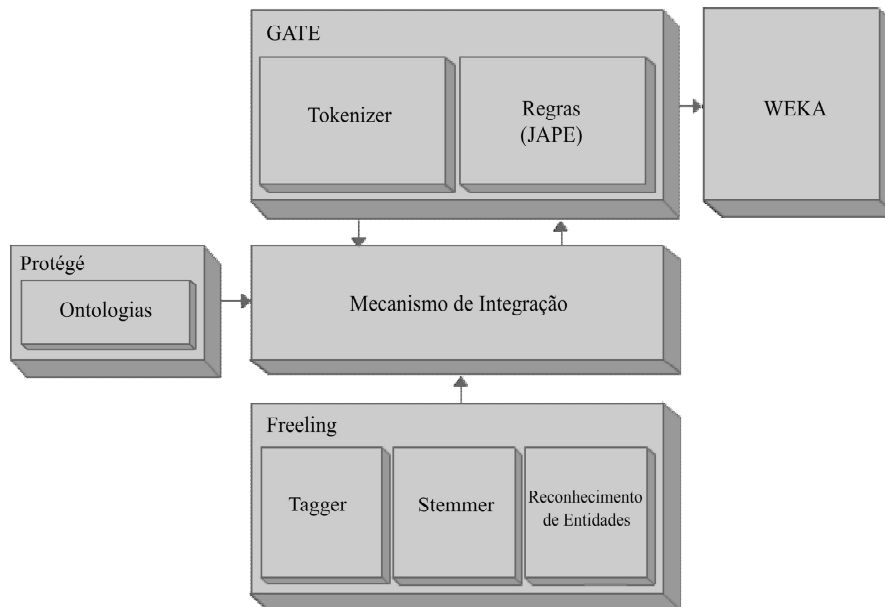 GATE
Tokenizer
Regras
(JAPE)
WEKA
Protégé
Ontologias
Mecanismo de Integração
Freeling
Tagger
Stemmer
Reconhecimento
de Entidades